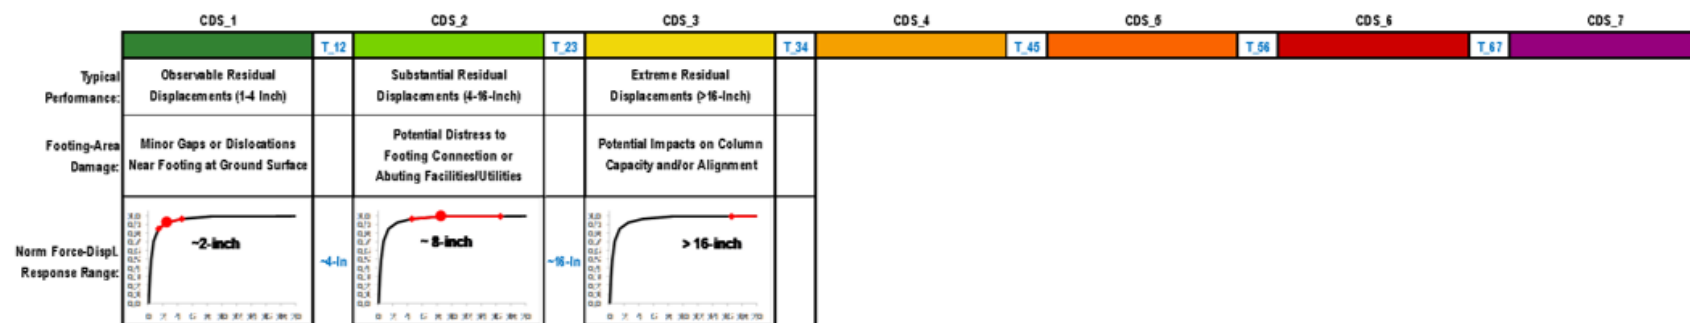 CDS_1 CDS_2 CDS_3 CDS_4 CDS_5 CDS_6 CDS_7
T_12 T_23 T_34 T_45 T_56 T_67
Typical
Performance:
Observable Residual
Displacements (1-4 Inch)
Substantial Residual
Displacements (4-16-Inch)
Extreme Residual
Displacements (>16-Inch)
Footing-Area
Damage:
Minor Gaps or Dislocations
Near Footing at Ground Surface
Potential Distress to
Footing Connection or
Abutting Facilities/Utilities
Potential Impacts on Column
Capacity and/or Alignment
Norm Force-Displ.
Response Range:
~2-inch
~4-In
~ 8-inch
~16-In
> 16-inch